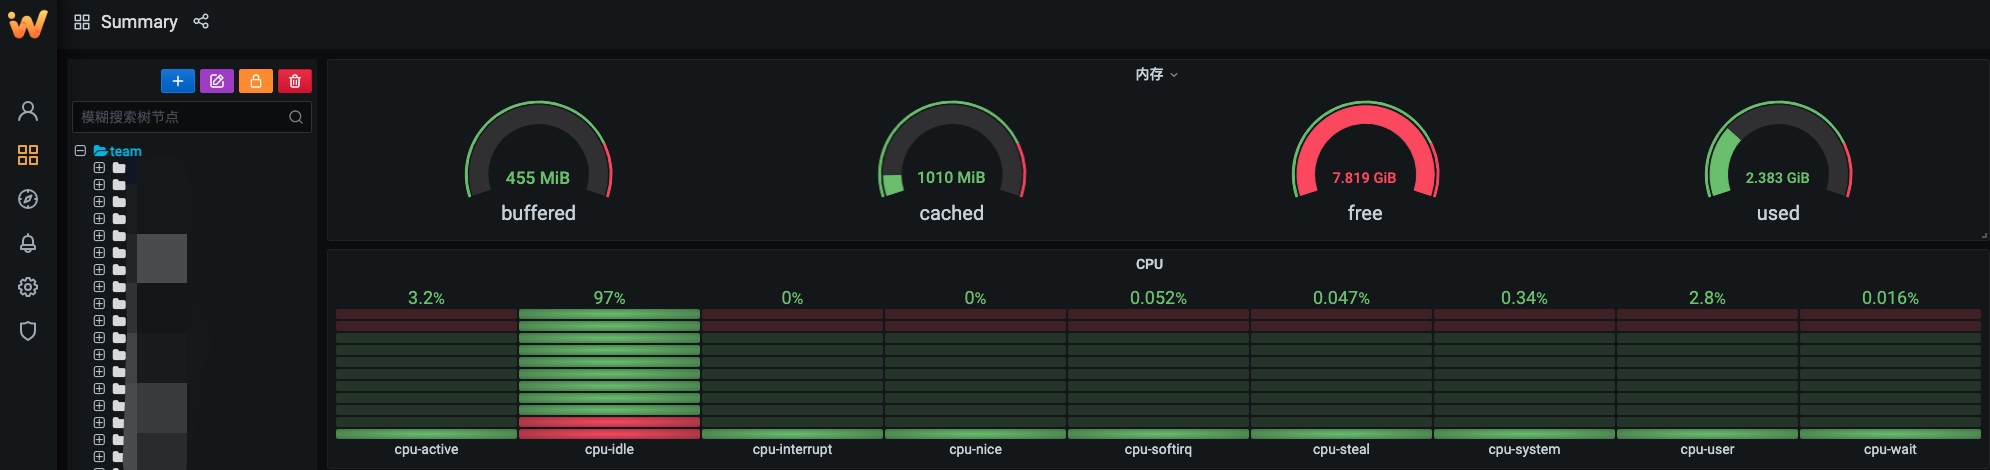 Summary
模糊搜索树节点
team
内存
455 MiB
buffered
1010 MiB
cached
7.819 GiB
free
2.383 GiB
used
CPU
3.2% 97% 0% 0% 0.052% 0.047% 0.34% 2.8% 0.016%
cpu-active cpu-idle cpu-interrupt cpu-nice cpu-softirq cpu-steal cpu-system cpu-user cpu-wait